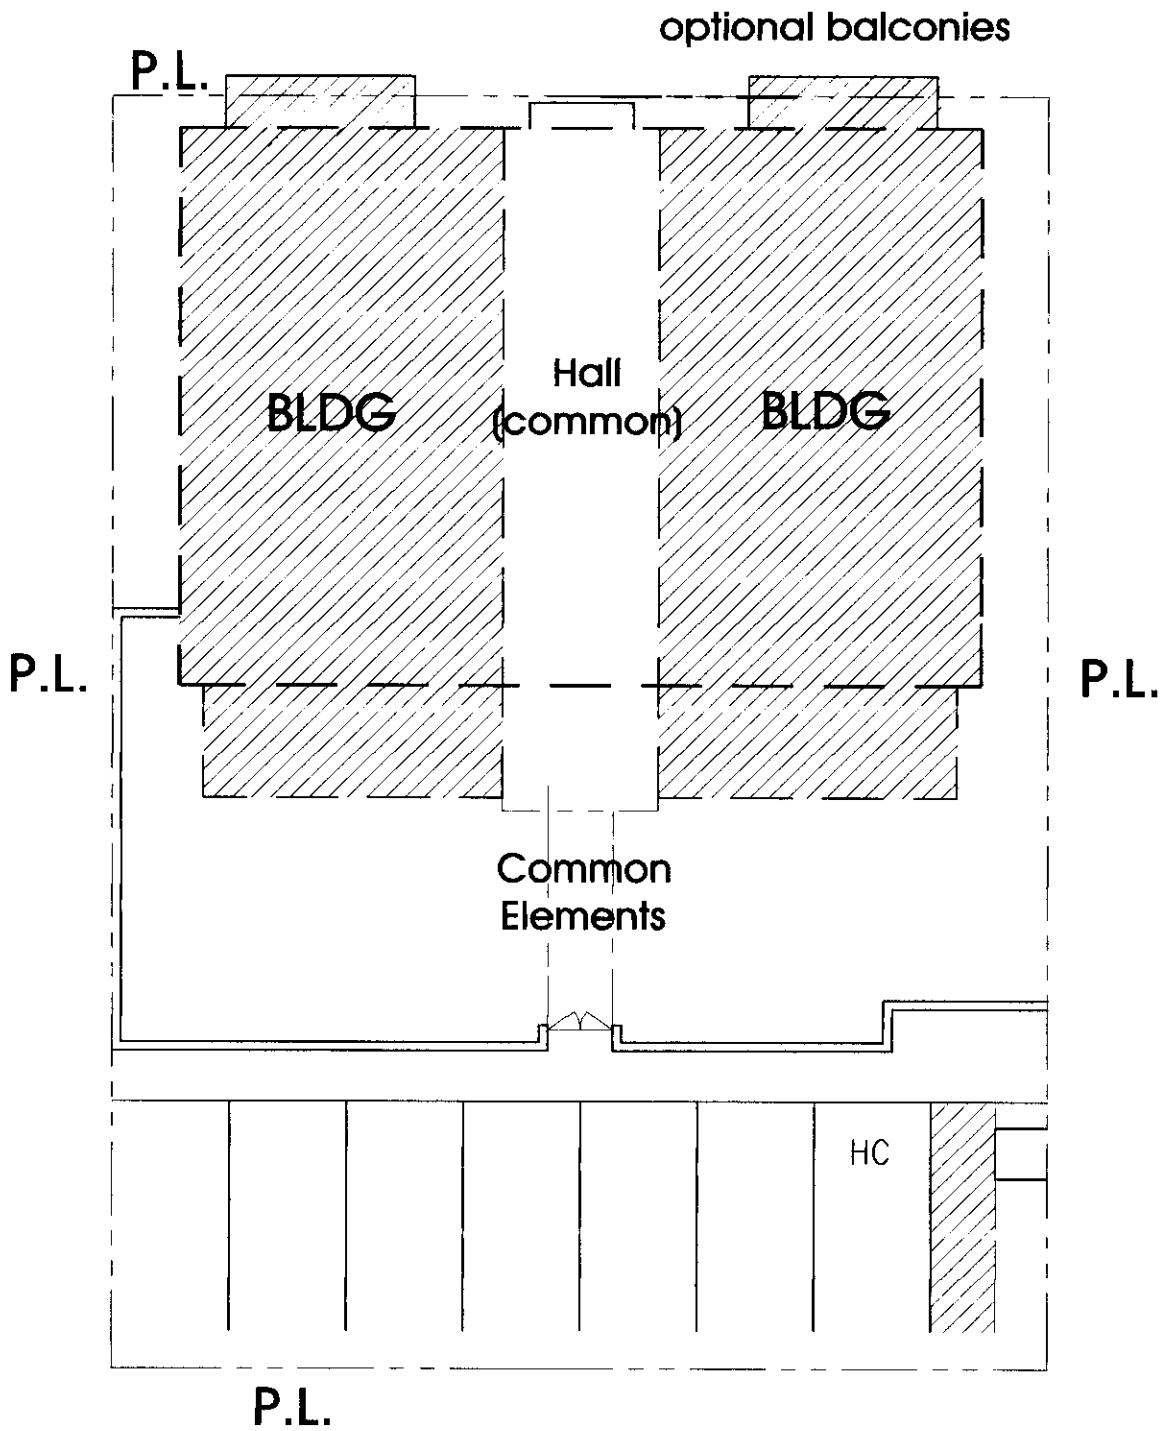 optional balconies
P.L.
Hall
(common)
BLDG
BLDG
P.L.
P.L.
Common
Elements
HC
P.L.